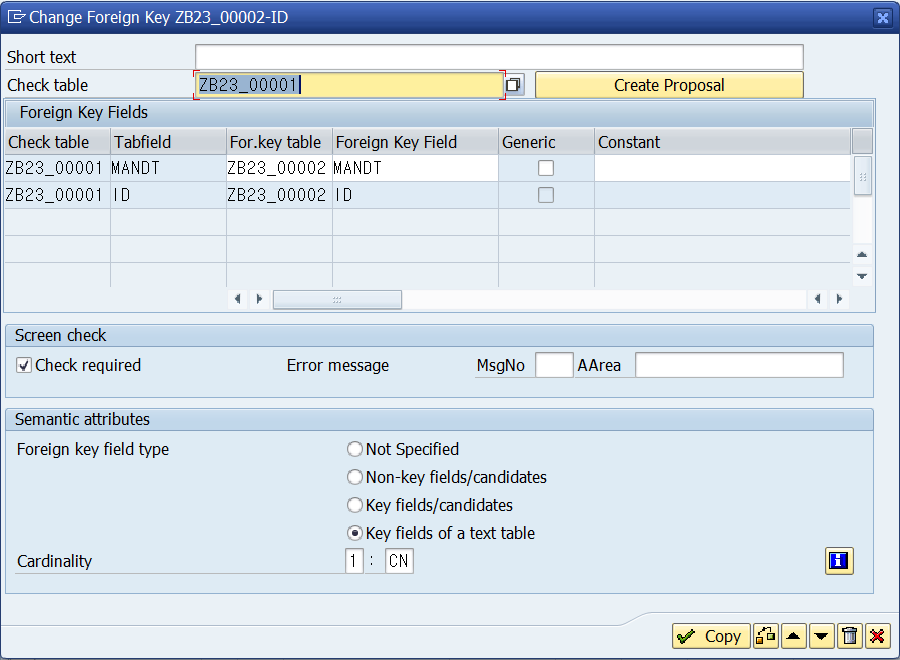 Change Foreign Key ZB23_00002-ID
Short text
Check table ZB23_00001 Create Proposal
Foreign Key Fields
Check table Tabfield For.key table Foreign Key Field Generic Constant
ZB23_00001 MANDT ZB23_00002 MANDT
ZB23_00001 ID ZB23_00002 ID
Screen check
Check required Error message MsgNo AArea
Semantic attributes
Foreign key field type Not Specified
Non-key fields/candidates
Key fields/candidates
Key fields of a text table
Cardinality 1 : CN
Copy